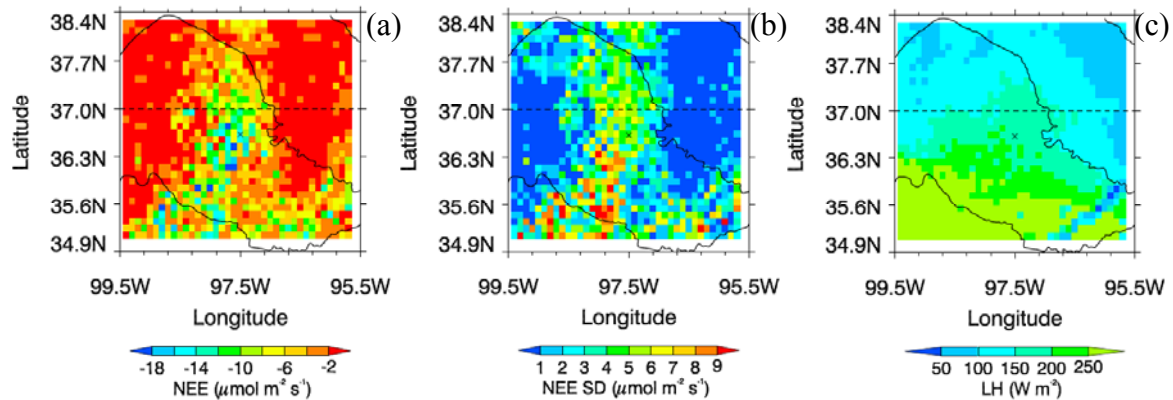 (a)
38.4N
37.7N
37.0N
36.3N
35.6N
34.9N
Latitude
99.5W 97.5W 95.5W
Longitude
-18 -14 -10 -6 -2
NEE (μmol m⁻² s⁻¹)
(b)
38.4N
37.7N
37.0N
36.3N
35.6N
34.9N
Latitude
99.5W 97.5W 95.5W
Longitude
1 2 3 4 5 6 7 8 9
NEE SD (μmol m⁻² s⁻¹)
(c)
38.4N
37.7N
37.0N
36.3N
35.6N
34.9N
Latitude
99.5W 97.5W 95.5W
Longitude
50 100 150 200 250
LH (W m⁻²)